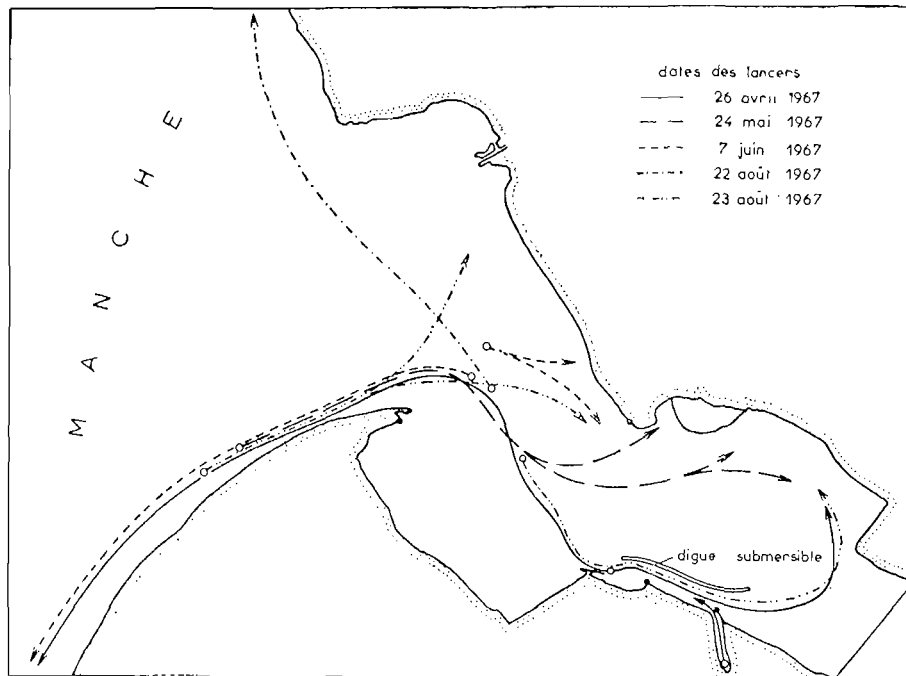 MANCHE
dates des lancers
26 avril 1967
24 mai 1967
7 juin 1967
22 août 1967
23 août 1967
digue submersible